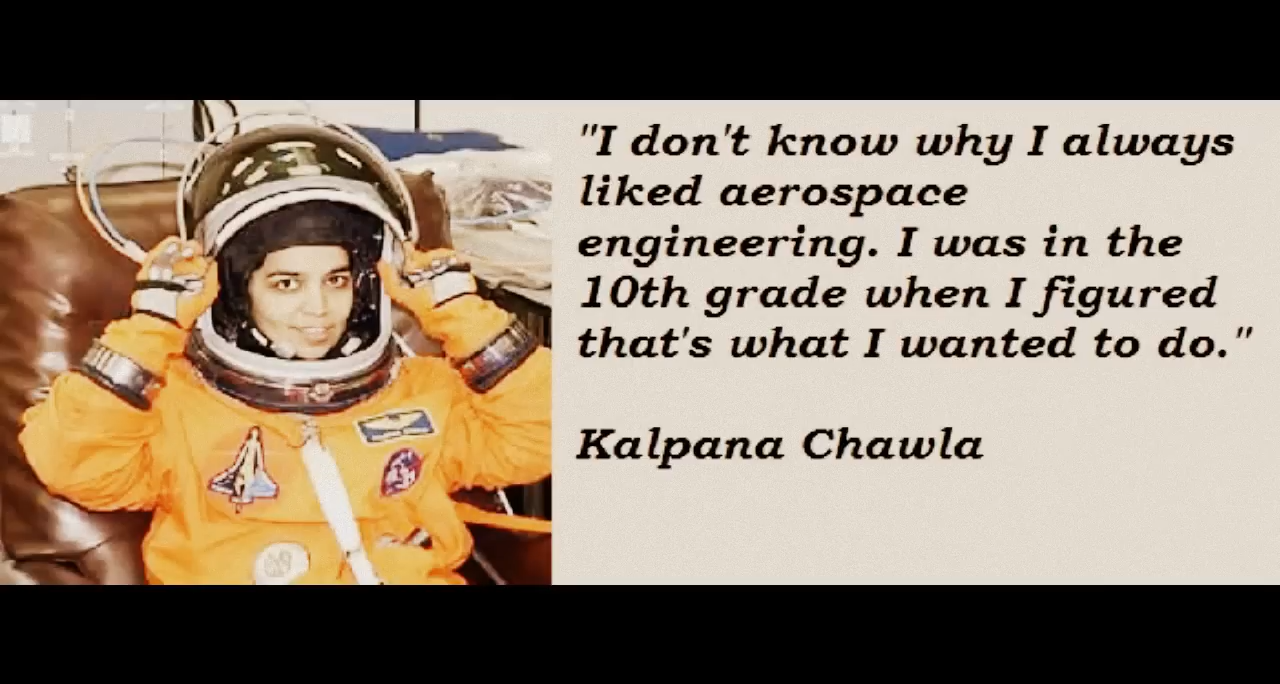 "I don't know why I always
liked aerospace
engineering. I was in the
10th grade when I figured
that's what I wanted to do."
Kalpana Chawla